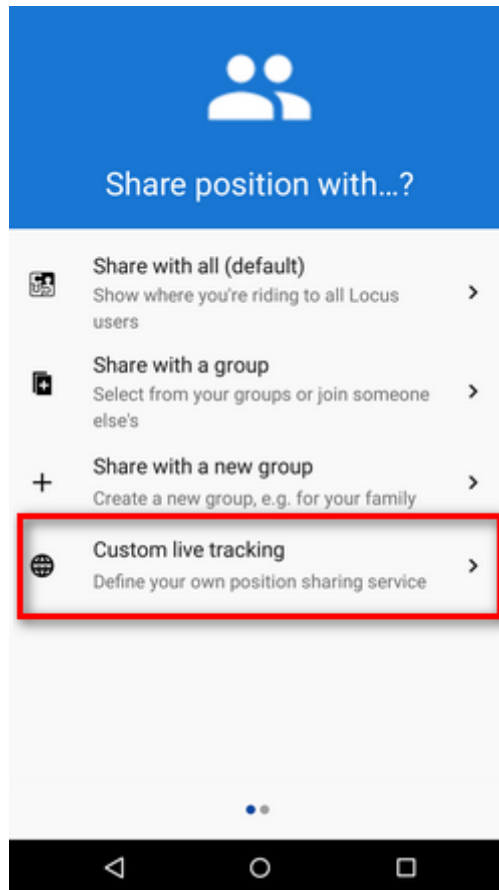 Share position with...?
Share with all (default)
Show where you're riding to all Locus
users
Share with a group
Select from your groups or join someone
else's
Share with a new group
Create a new group, e.g. for your family
Custom live tracking
Define your own position sharing service